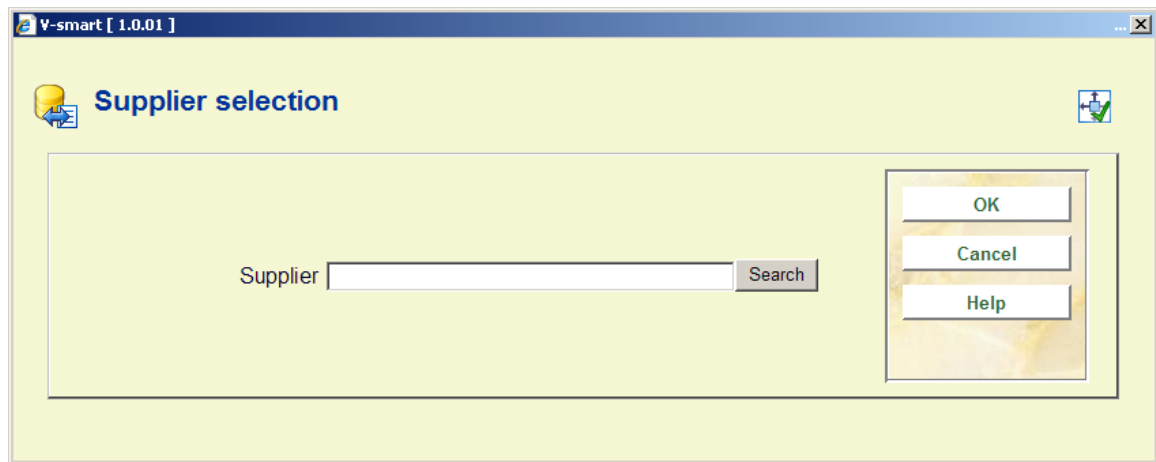 V-smart [ 1.0.01 ]
...
Supplier selection
OK
Cancel
Supplier
Search
Help